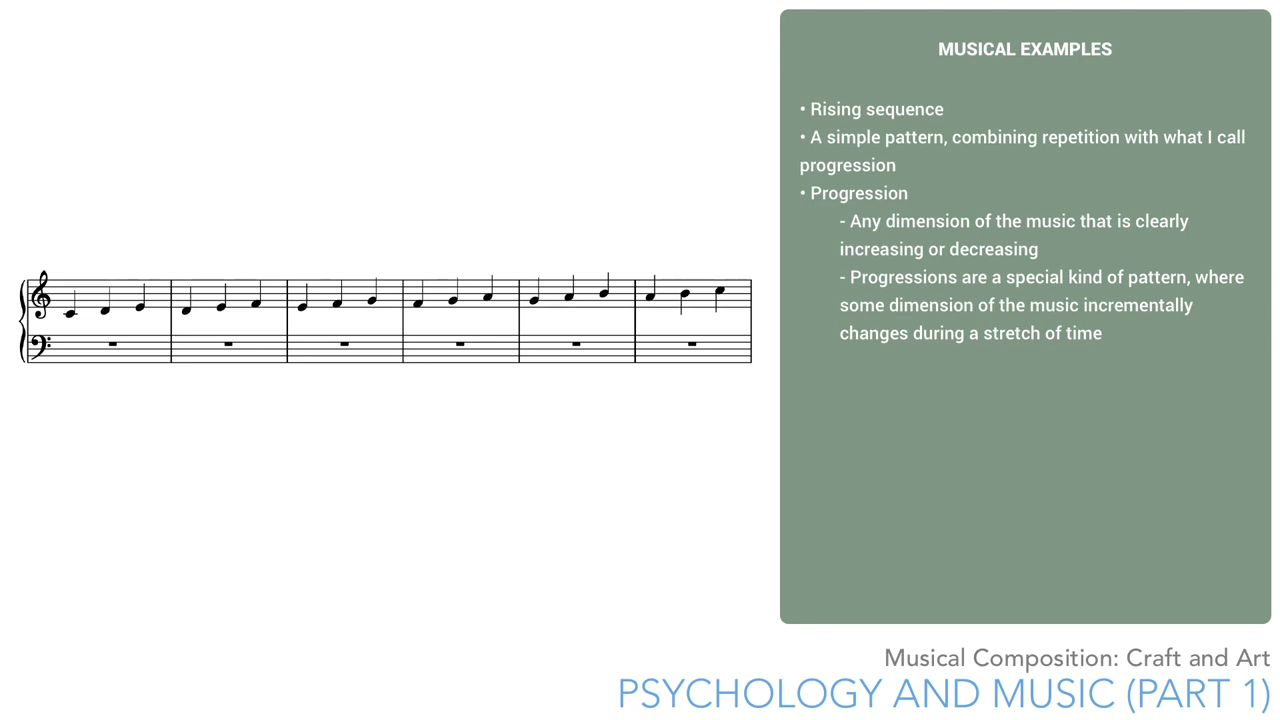 MUSICAL EXAMPLES
• Rising sequence
• A simple pattern, combining repetition with what I call
progression
• Progression
- Any dimension of the music that is clearly
increasing or decreasing
- Progressions are a special kind of pattern, where
some dimension of the music incrementally
changes during a stretch of time
Musical Composition: Craft and Art
PSYCHOLOGY AND MUSIC (PART 1)